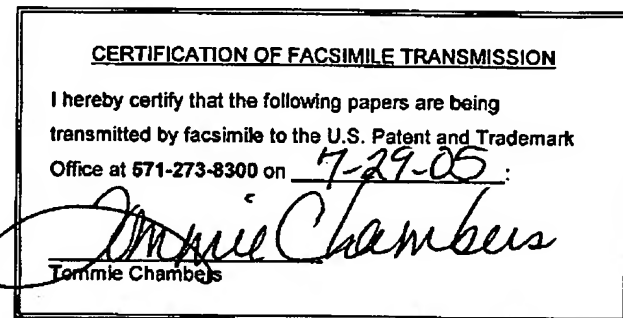 CERTIFICATION OF FACSIMILE TRANSMISSION
I hereby certify that the following papers are being
transmitted by facsimile to the U.S. Patent and Trademark
Office at 571-273-8300 on 7-29-05 :
Tommie Chambers
Tommie Chambers